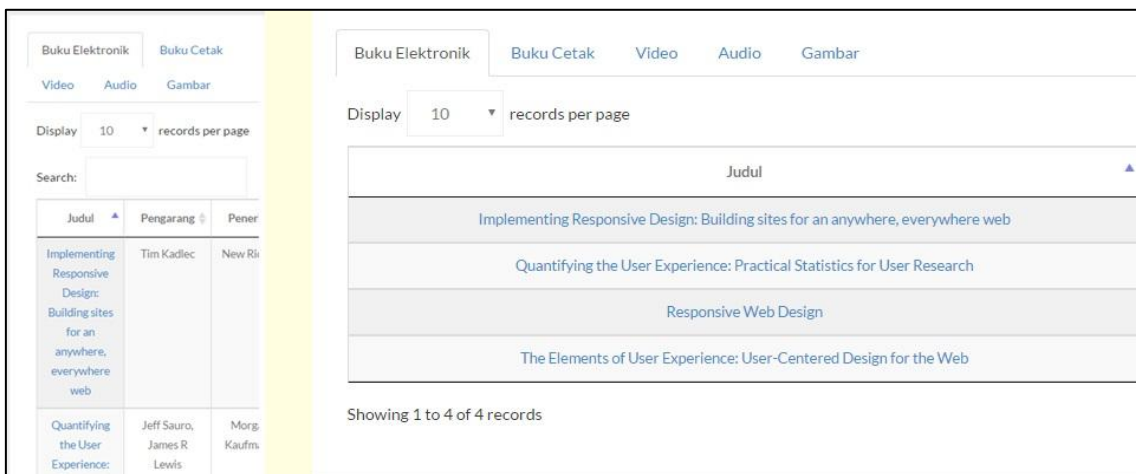 Buku Elektronik Buku Cetak
Video Audio Gambar
Display 10 records per page
Search:
Judul Pengarang
Implementing
Responsive
Design:
Building sites
for an
anywhere,
everywhere
web
Tim Kadlec
New
Quantifying
the User
Experience:
Jeff Sauro,
James R
Lewis
Buku Elektronik Buku Cetak Video Audio Gambar
Display 10 records per page
Judul
Implementing Responsive Design: Building sites for an anywhere, everywhere web
Quantifying the User Experience: Practical Statistics for User Research
Responsive Web Design
The Elements of User Experience: User-Centered Design for the Web
Showing 1 to 4 of 4 records